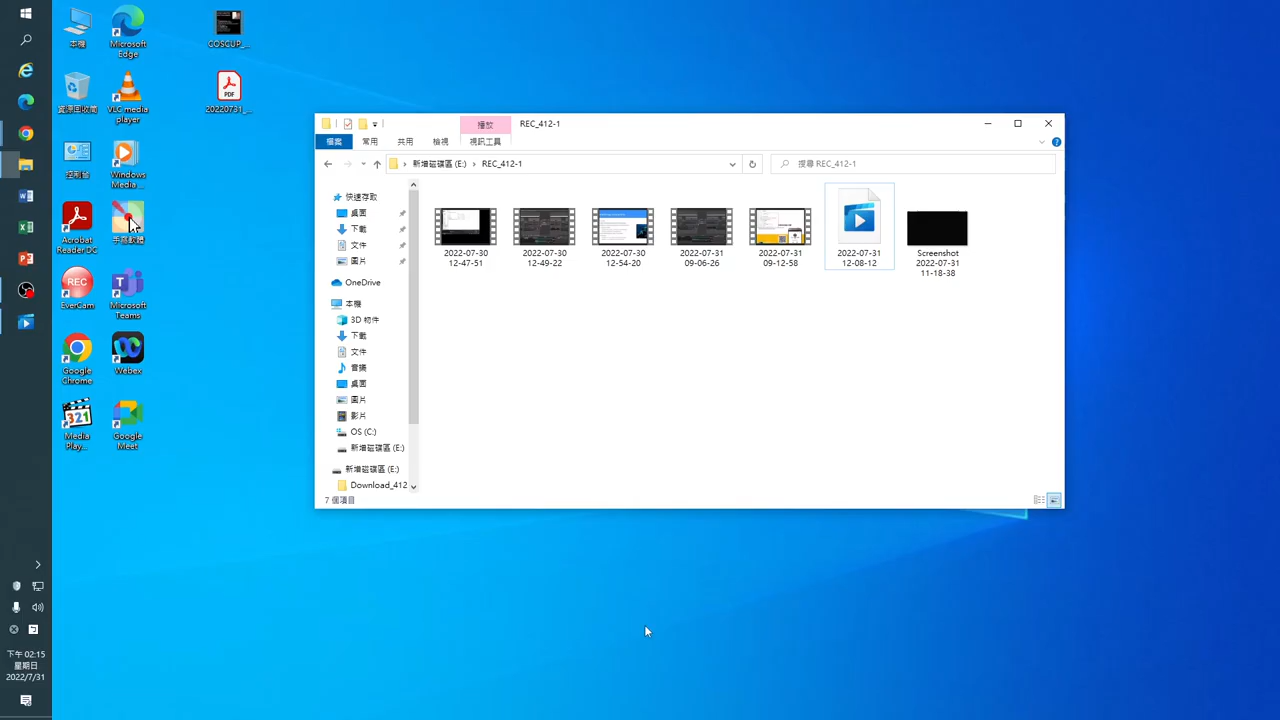 本機
Microsoft
Edge
COSCUP_...
資源回收筒
VLC media
player
20220731_...
控制台
Windows
Media ...
Acrobat
Reader DC
手寫軟體
REC
EverCam
Microsoft
Teams
Google
Chrome
Webex
321
Media
Play...
Google
Meet
播放
REC_412-1
檔案
常用
共用
檢視
視訊工具
新增磁碟區 (E:)
REC_412-1
搜尋 REC_412-1
快速存取
桌面
下載
文件
圖片
OneDrive
本機
3D 物件
下載
文件
音樂
桌面
圖片
影片
OS (C:)
新增磁碟區 (E:)
新增磁碟區 (E:)
Download_412
2022-07-30
12-47-51
2022-07-30
12-49-22
2022-07-30
12-54-20
2022-07-31
09-06-26
2022-07-31
09-12-58
2022-07-31
12-08-12
Screenshot
2022-07-31
11-18-38
7 個項目
下午 02:15
星期日
2022/7/31